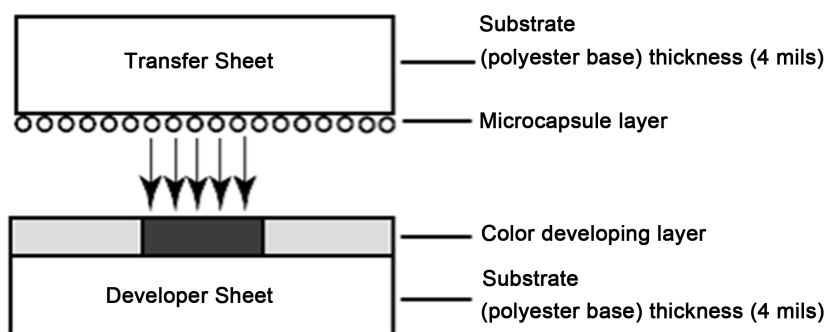 Substrate
Transfer Sheet
(polyester base) thickness (4 mils)
Microcapsule layer
Color developing layer
Substrate
Developer Sheet
(polyester base) thickness (4 mils)